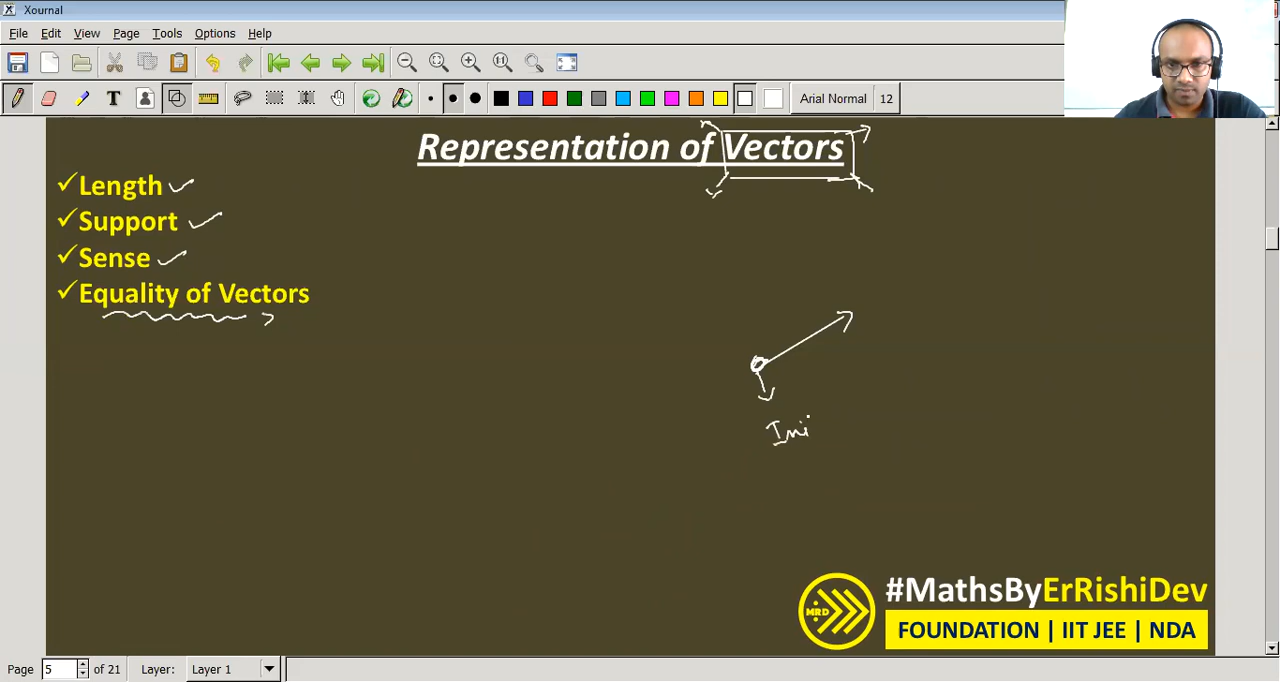 Xournal
File Edit View Page Tools Options Help
Arial Normal 12
Representation of Vectors
✓Length
✓Support
✓Sense
✓Equality of Vectors
Ini
#MathsByErRishiDev
MRD
FOUNDATION | IIT JEE | NDA
Page 5 of 21 Layer: Layer 1